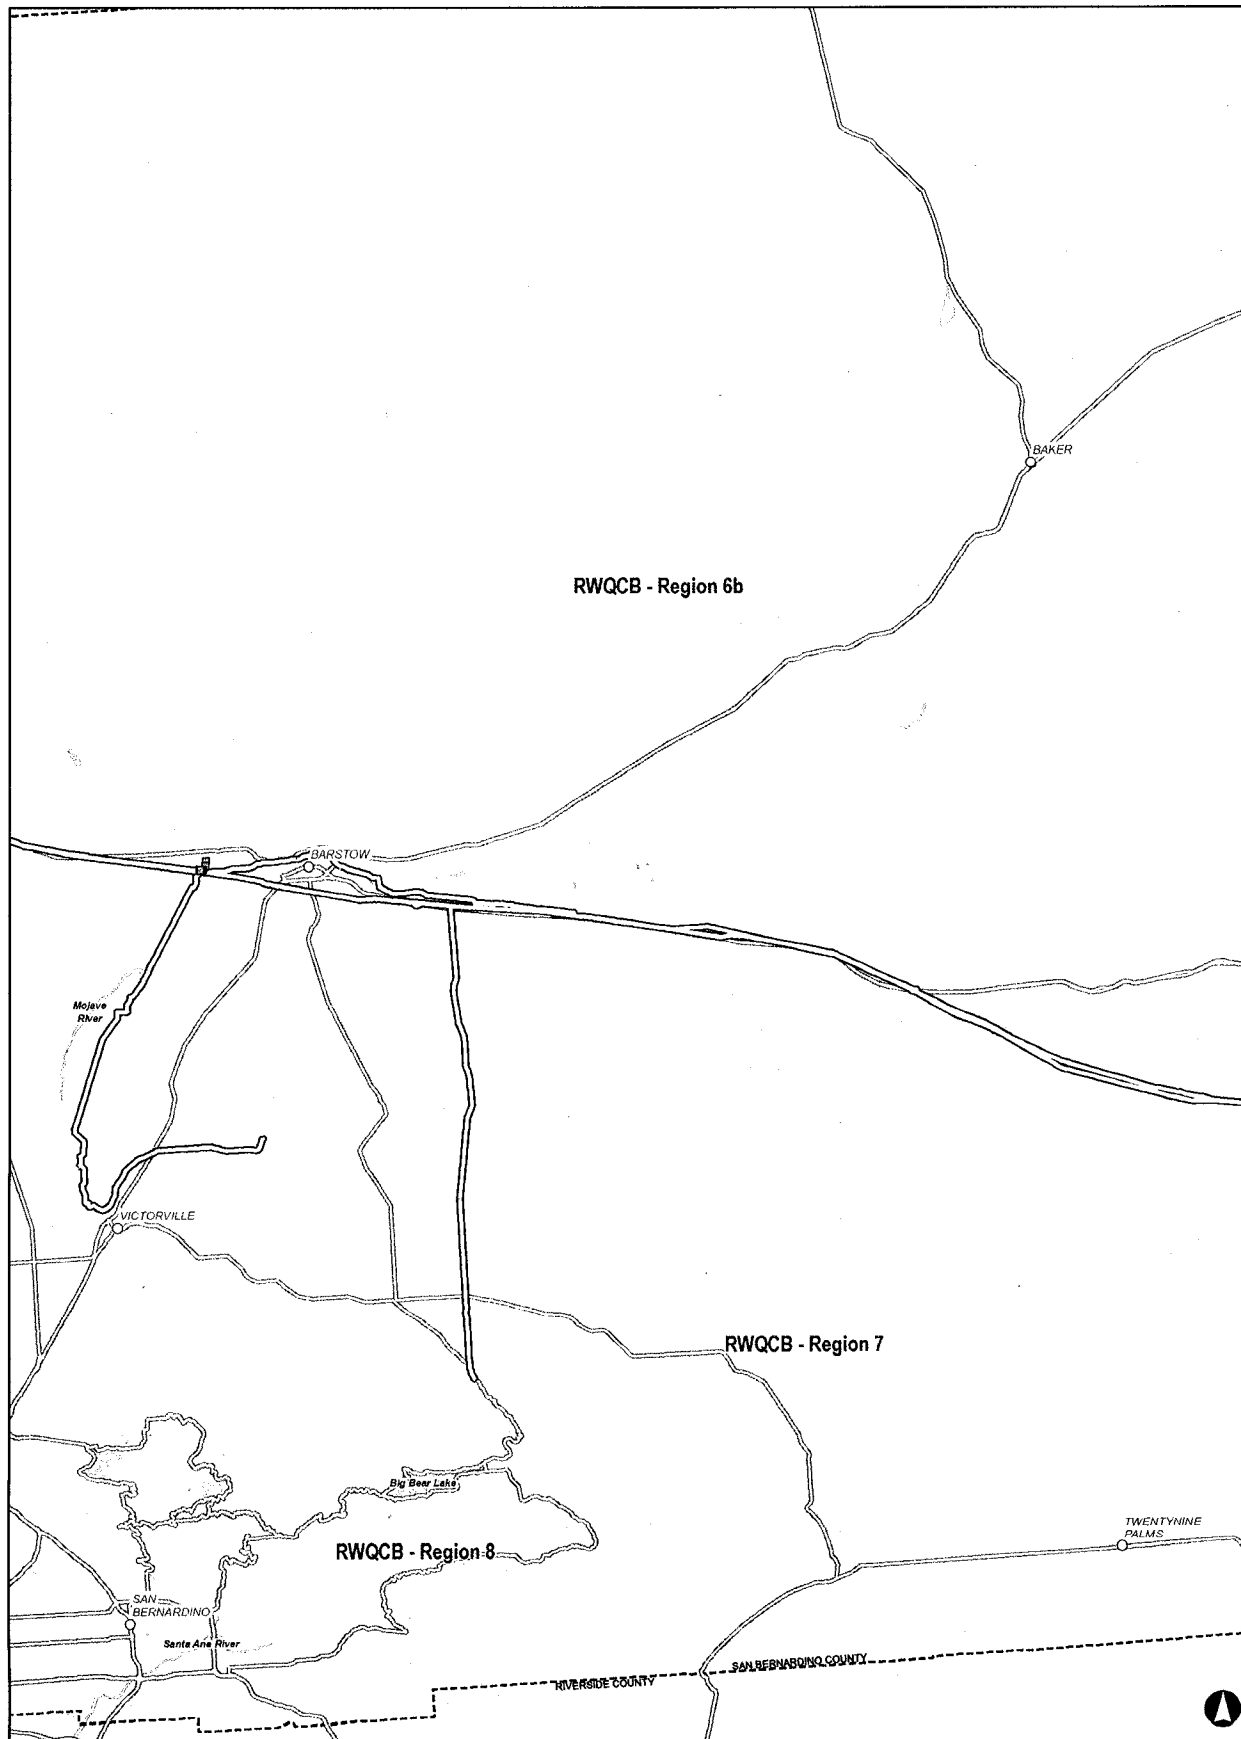 BAKER
RWQCB - Region 6b
BARSTOW
Mojave
River
VICTORVILLE
RWQCB - Region 7
Big Bear Lake
TWENTYNINE
PALMS
RWQCB - Region 8
SAN
BERNARDINO
Santa Ana River
SAN BERNARDINO COUNTY
RIVERSIDE COUNTY